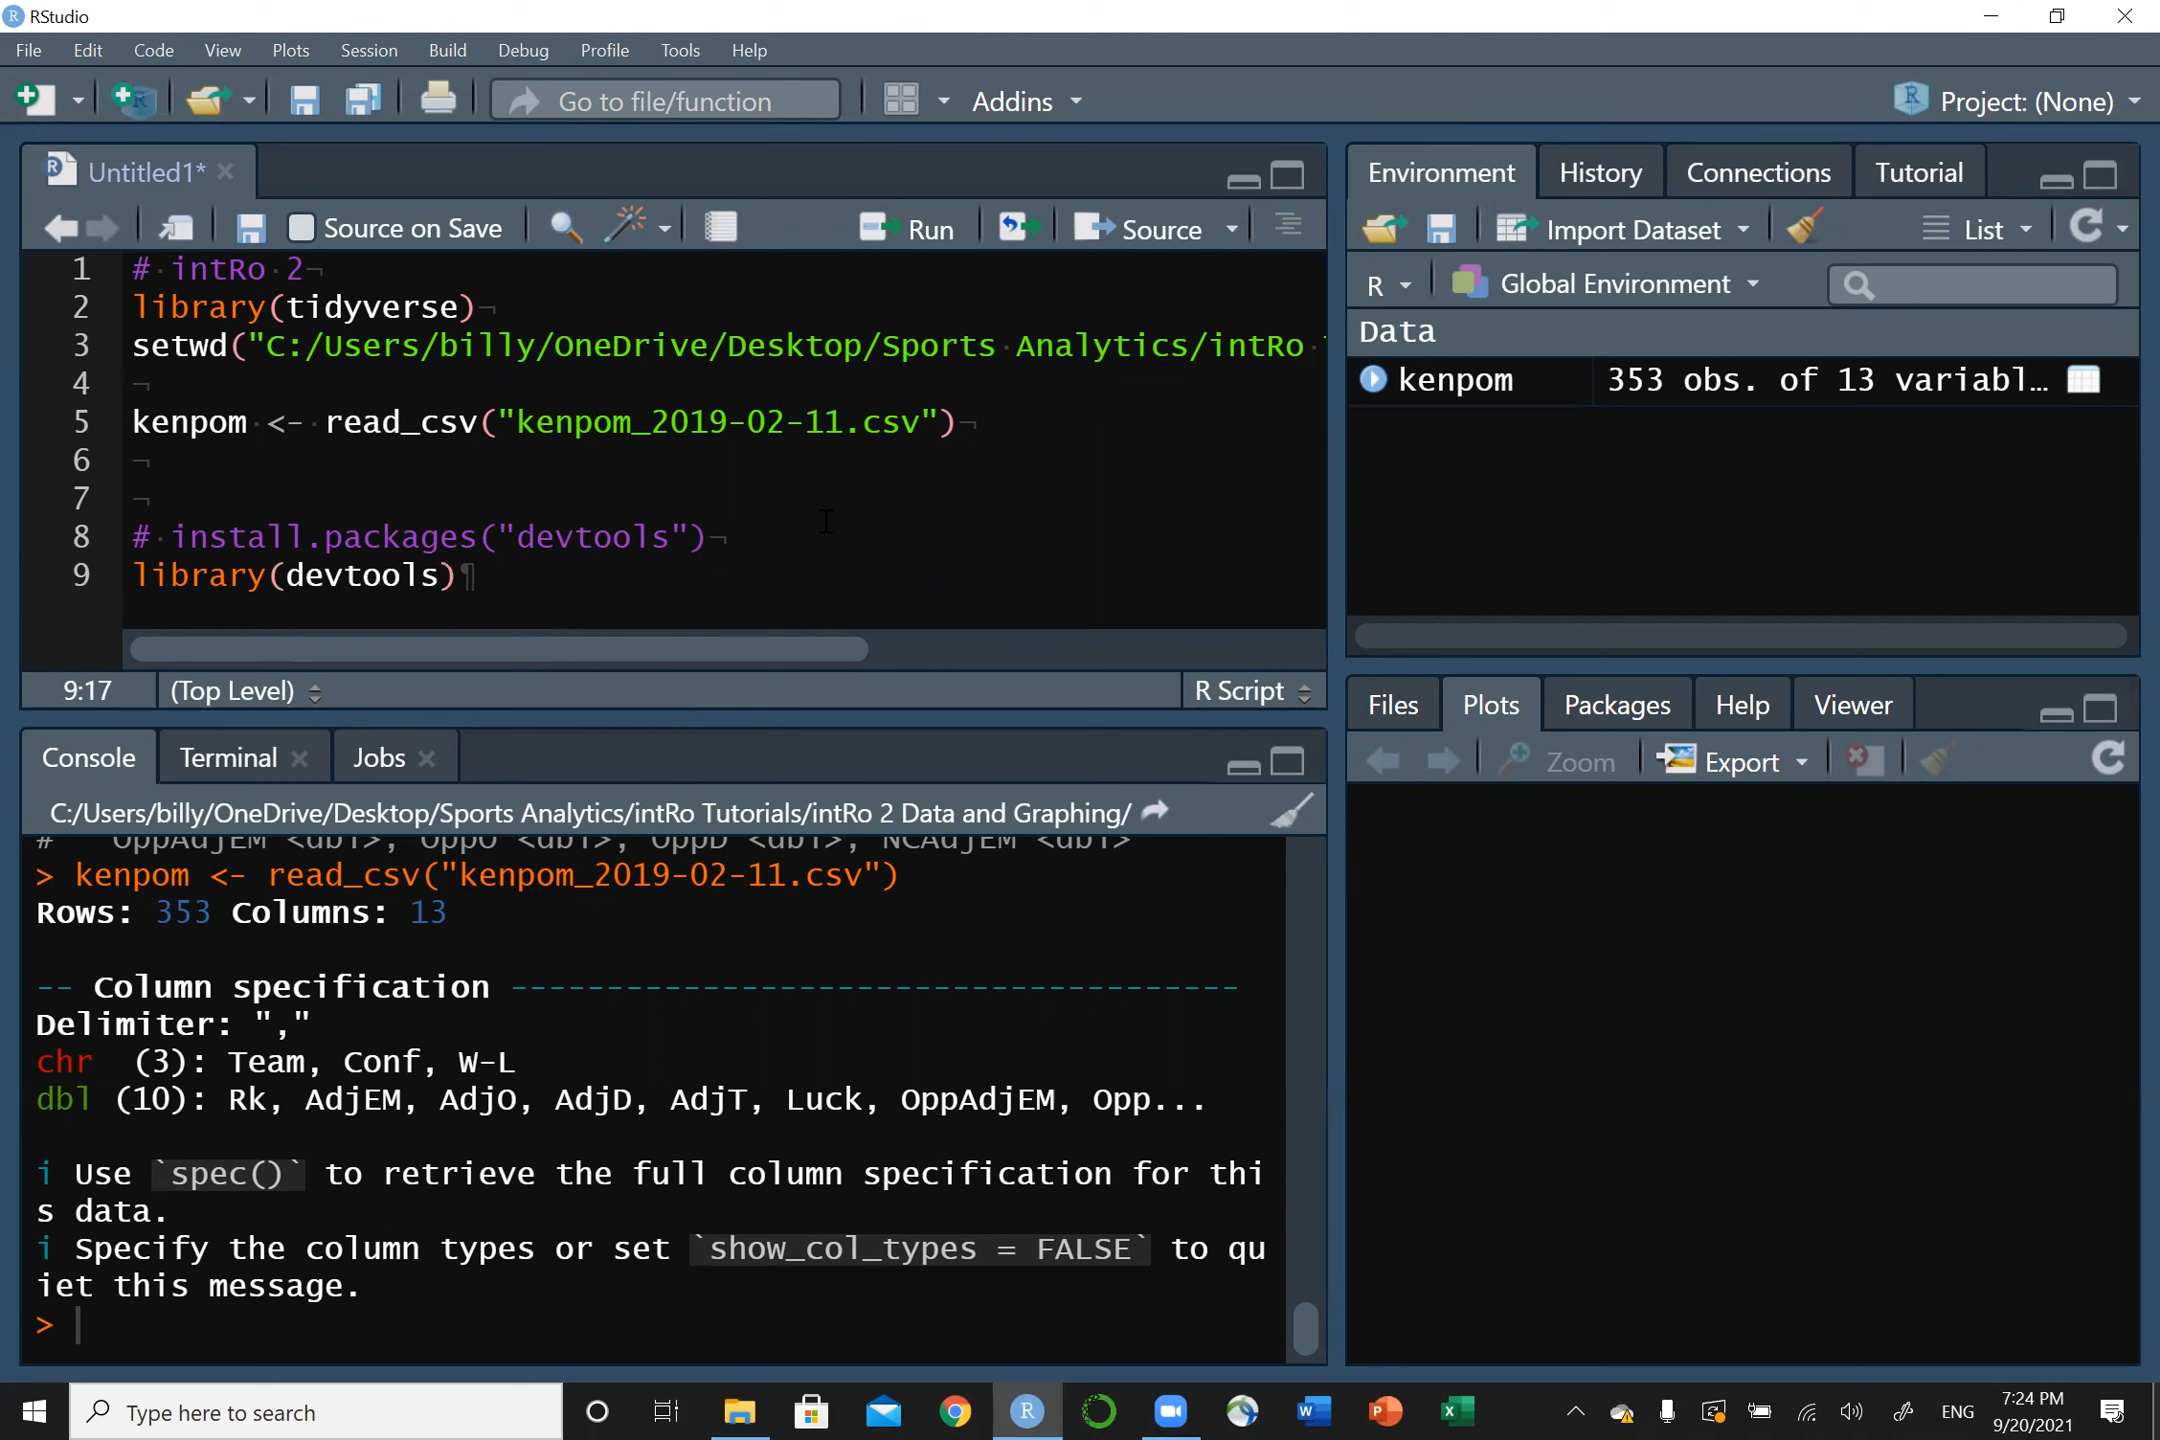 RStudio
File Edit Code View Plots Session Build Debug Profile Tools Help
Go to file/function Addins Project: (None)
Untitled1*
Source on Save Run Source
1 # intRo 2
2 library(tidyverse)
3 setwd("C:/Users/billy/OneDrive/Desktop/Sports Analytics/intRo
4
5 kenpom <- read_csv("kenpom_2019-02-11.csv")
6
7
8 # install.packages("devtools")
9 library(devtools)
9:17 (Top Level) R Script
Console Terminal Jobs
C:/Users/billy/OneDrive/Desktop/Sports Analytics/intRo Tutorials/intRo 2 Data and Graphing/
# OppAdjEM <dbl>, OppO <dbl>, OppD <dbl>, NCAdjEM <dbl>
> kenpom <- read_csv("kenpom_2019-02-11.csv")
Rows: 353 Columns: 13
-- Column specification --------------------------------------
Delimiter: ","
chr (3): Team, Conf, W-L
dbl (10): Rk, AdjEM, AdjO, AdjD, AdjT, Luck, OppAdjEM, Opp...
i Use `spec()` to retrieve the full column specification for thi
s data.
i Specify the column types or set `show_col_types = FALSE` to qu
iet this message.
>
Environment History Connections Tutorial
Import Dataset List
R Global Environment
Data
kenpom 353 obs. of 13 variabl…
Files Plots Packages Help Viewer
Zoom Export
Type here to search
ENG
7:24 PM
9/20/2021